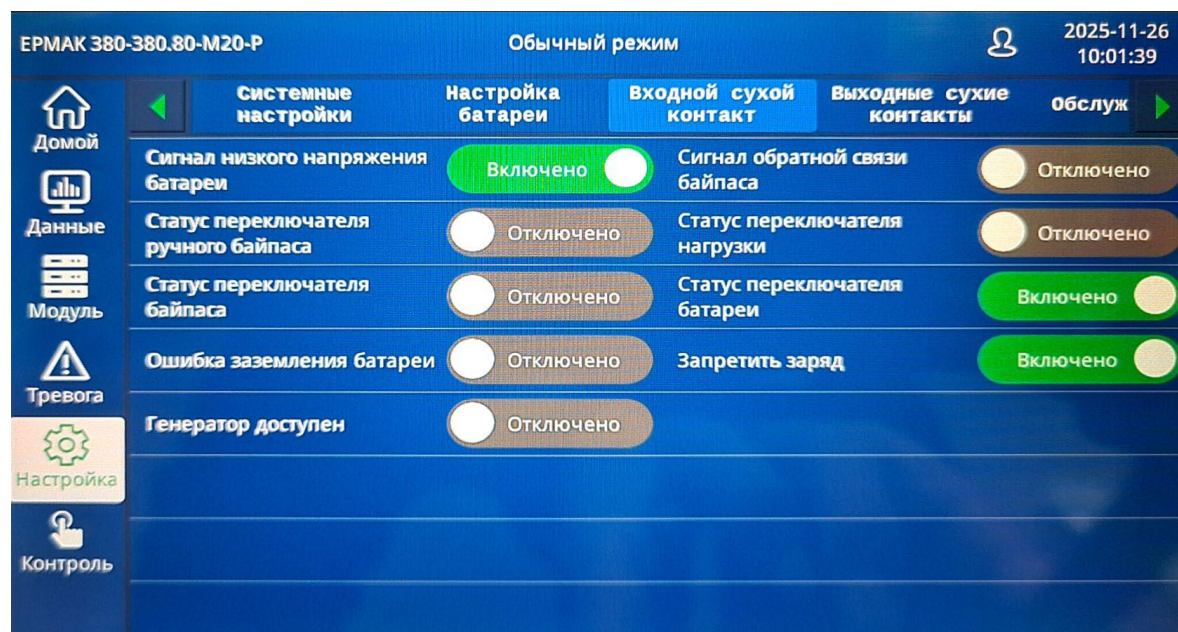 ЕРМАК 380-380.80-M20-P
Обычный режим
2025-11-26
10:01:39
Домой
Данные
Модуль
Тревога
Настройка
Контроль
Системные
настройки
Настройка
батареи
Входной сухой
контакт
Выходные сухие
контакты
Обслуж
Сигнал низкого напряжения
батареи
Включено
Сигнал обратной связи
байпаса
Отключено
Статус переключателя
ручного байпаса
Отключено
Статус переключателя
нагрузки
Отключено
Статус переключателя
байпаса
Отключено
Статус переключателя
батареи
Включено
Ошибка заземления батареи
Отключено
Запретить заряд
Включено
Генератор доступен
Отключено